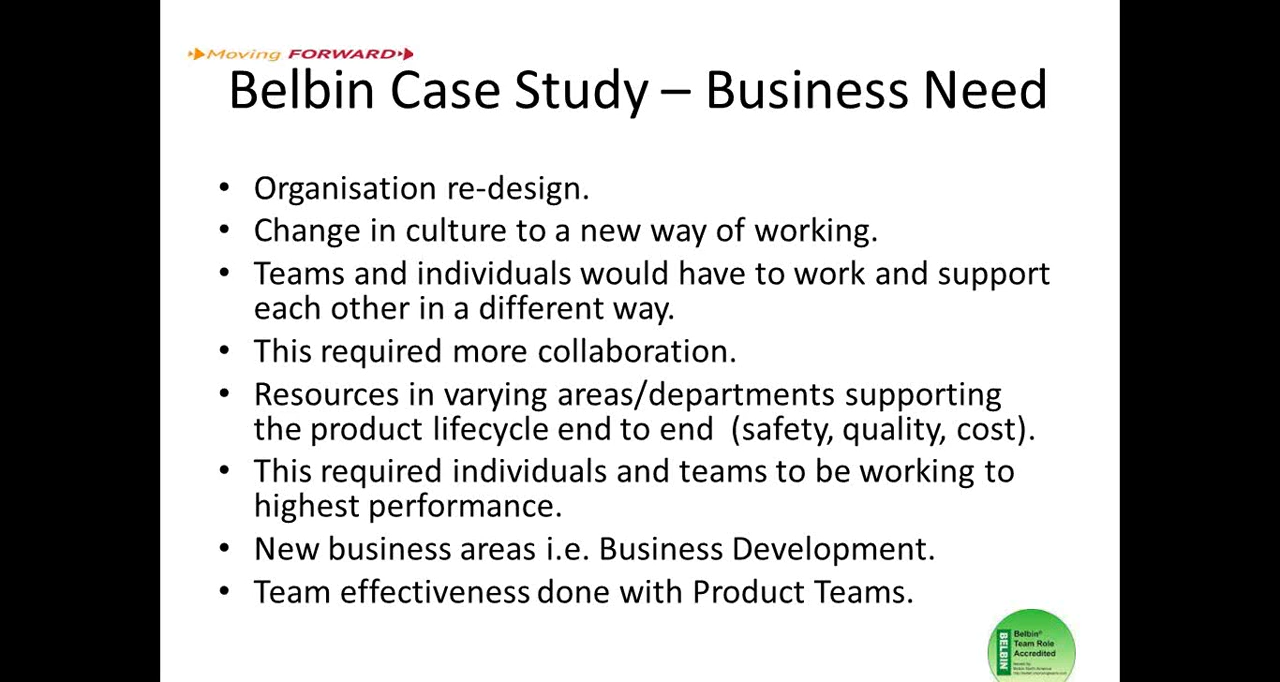 Moving FORWARD
Belbin Case Study – Business Need
• Organisation re-design.
• Change in culture to a new way of working.
• Teams and individuals would have to work and support
each other in a different way.
• This required more collaboration.
• Resources in varying areas/departments supporting
the product lifecycle end to end  (safety, quality, cost).
• This required individuals and teams to be working to
highest performance.
• New business areas i.e. Business Development.
• Team effectiveness done with Product Teams.
BELBIN
Belbin®
Team Role
Accredited